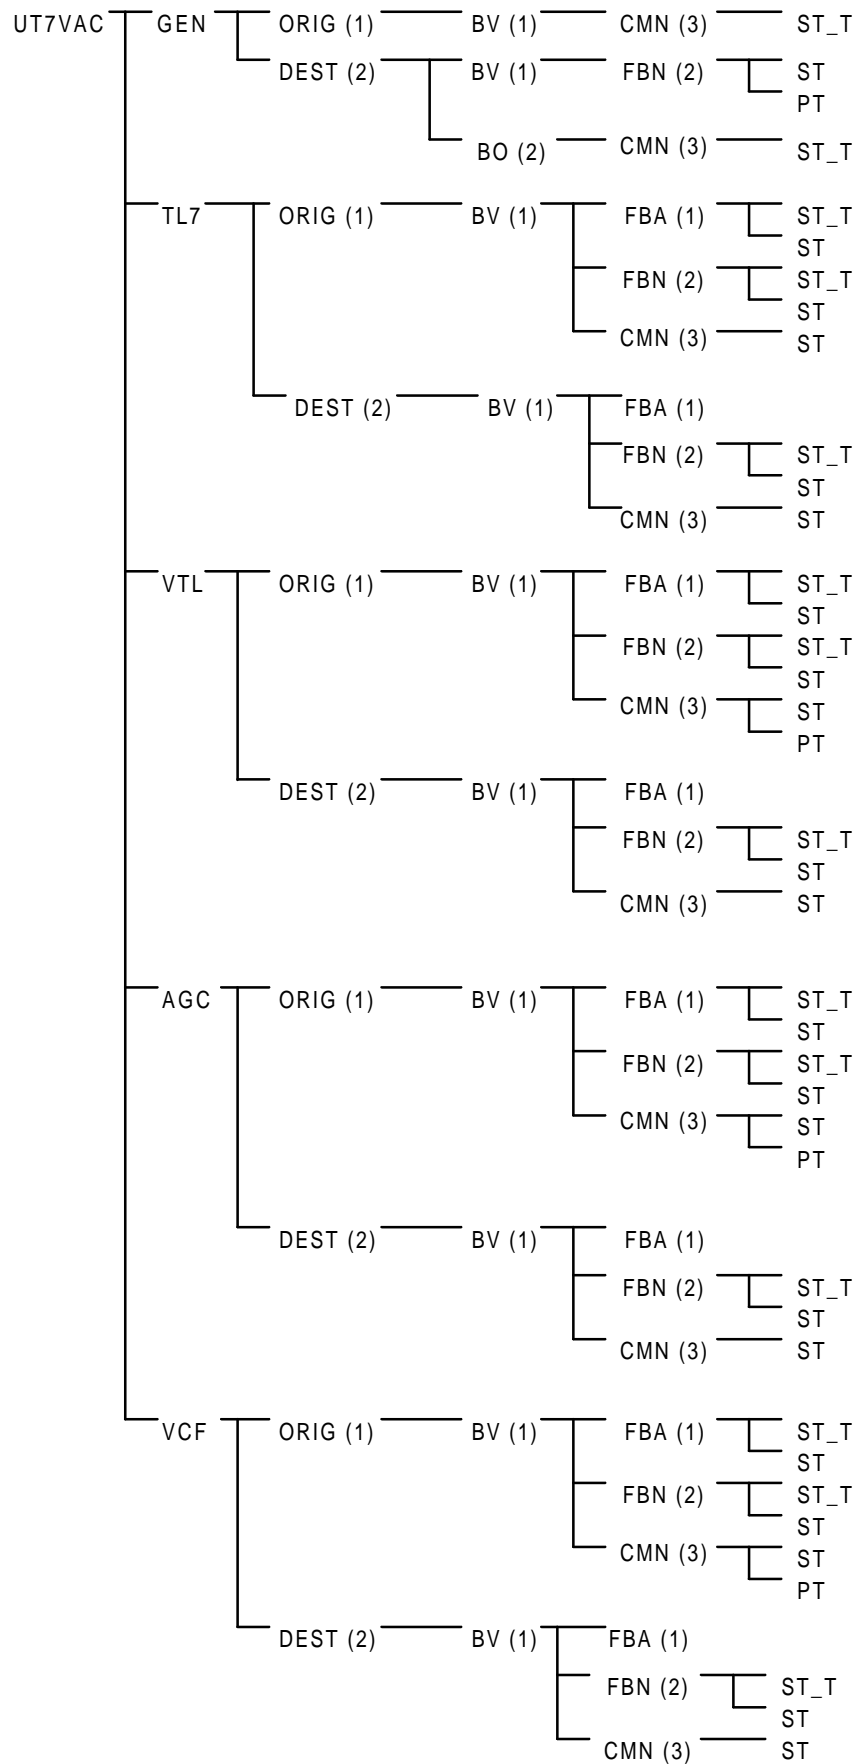 UT7VAC GEN ORIG (1) BV (1) CMN (3) ST_T
DEST (2) BV (1) FBN (2) ST
PT
BO (2) CMN (3) ST_T
TL7 ORIG (1) BV (1) FBA (1) ST_T
ST
FBN (2) ST_T
ST
CMN (3) ST
DEST (2) BV (1) FBA (1)
FBN (2) ST_T
ST
CMN (3) ST
VTL ORIG (1) BV (1) FBA (1) ST_T
ST
FBN (2) ST_T
ST
CMN (3) ST
PT
DEST (2) BV (1) FBA (1)
FBN (2) ST_T
ST
CMN (3) ST
AGC ORIG (1) BV (1) FBA (1) ST_T
ST
FBN (2) ST_T
ST
CMN (3) ST
PT
DEST (2) BV (1) FBA (1)
FBN (2) ST_T
ST
CMN (3) ST
VCF ORIG (1) BV (1) FBA (1) ST_T
ST
FBN (2) ST_T
ST
CMN (3) ST
PT
DEST (2) BV (1) FBA (1)
FBN (2) ST_T
ST
CMN (3) ST